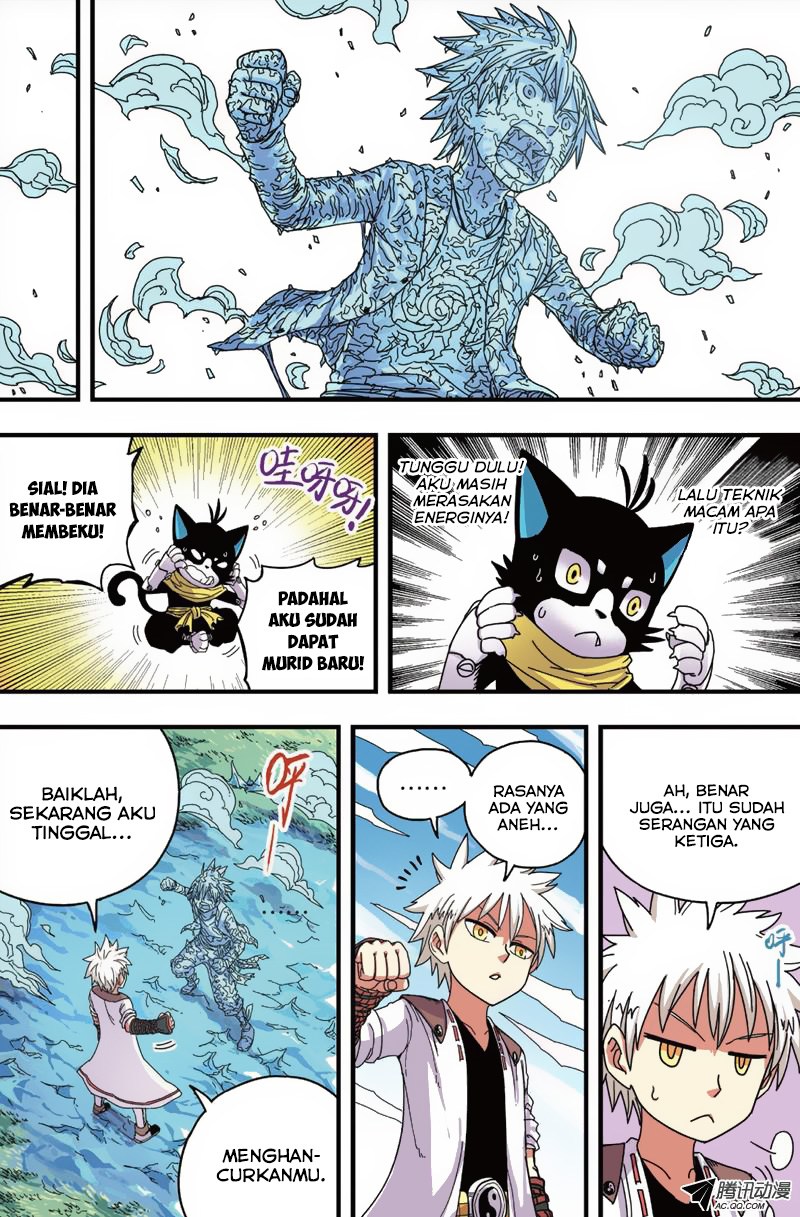 哇呀呀!
SIAL! DIA
BENAR-BENAR
MEMBEKU!
PADAHAL
AKU SUDAH
DAPAT
MURID BARU!
TUNGGU DULU!
AKU MASIH
MERASAKAN
ENERGINYA!
LALU TEKNIK
MACAM APA
ITU?
BAIKLAH,
SEKARANG AKU
TINGGAL...
呼—
......
MENGHAN-
CURKANMU.
......
RASANYA
ADA YANG
ANEH...
AH, BENAR
JUGA... ITU SUDAH
SERANGAN YANG
KETIGA.
呼—
腾讯动漫
AC.QQ.COM